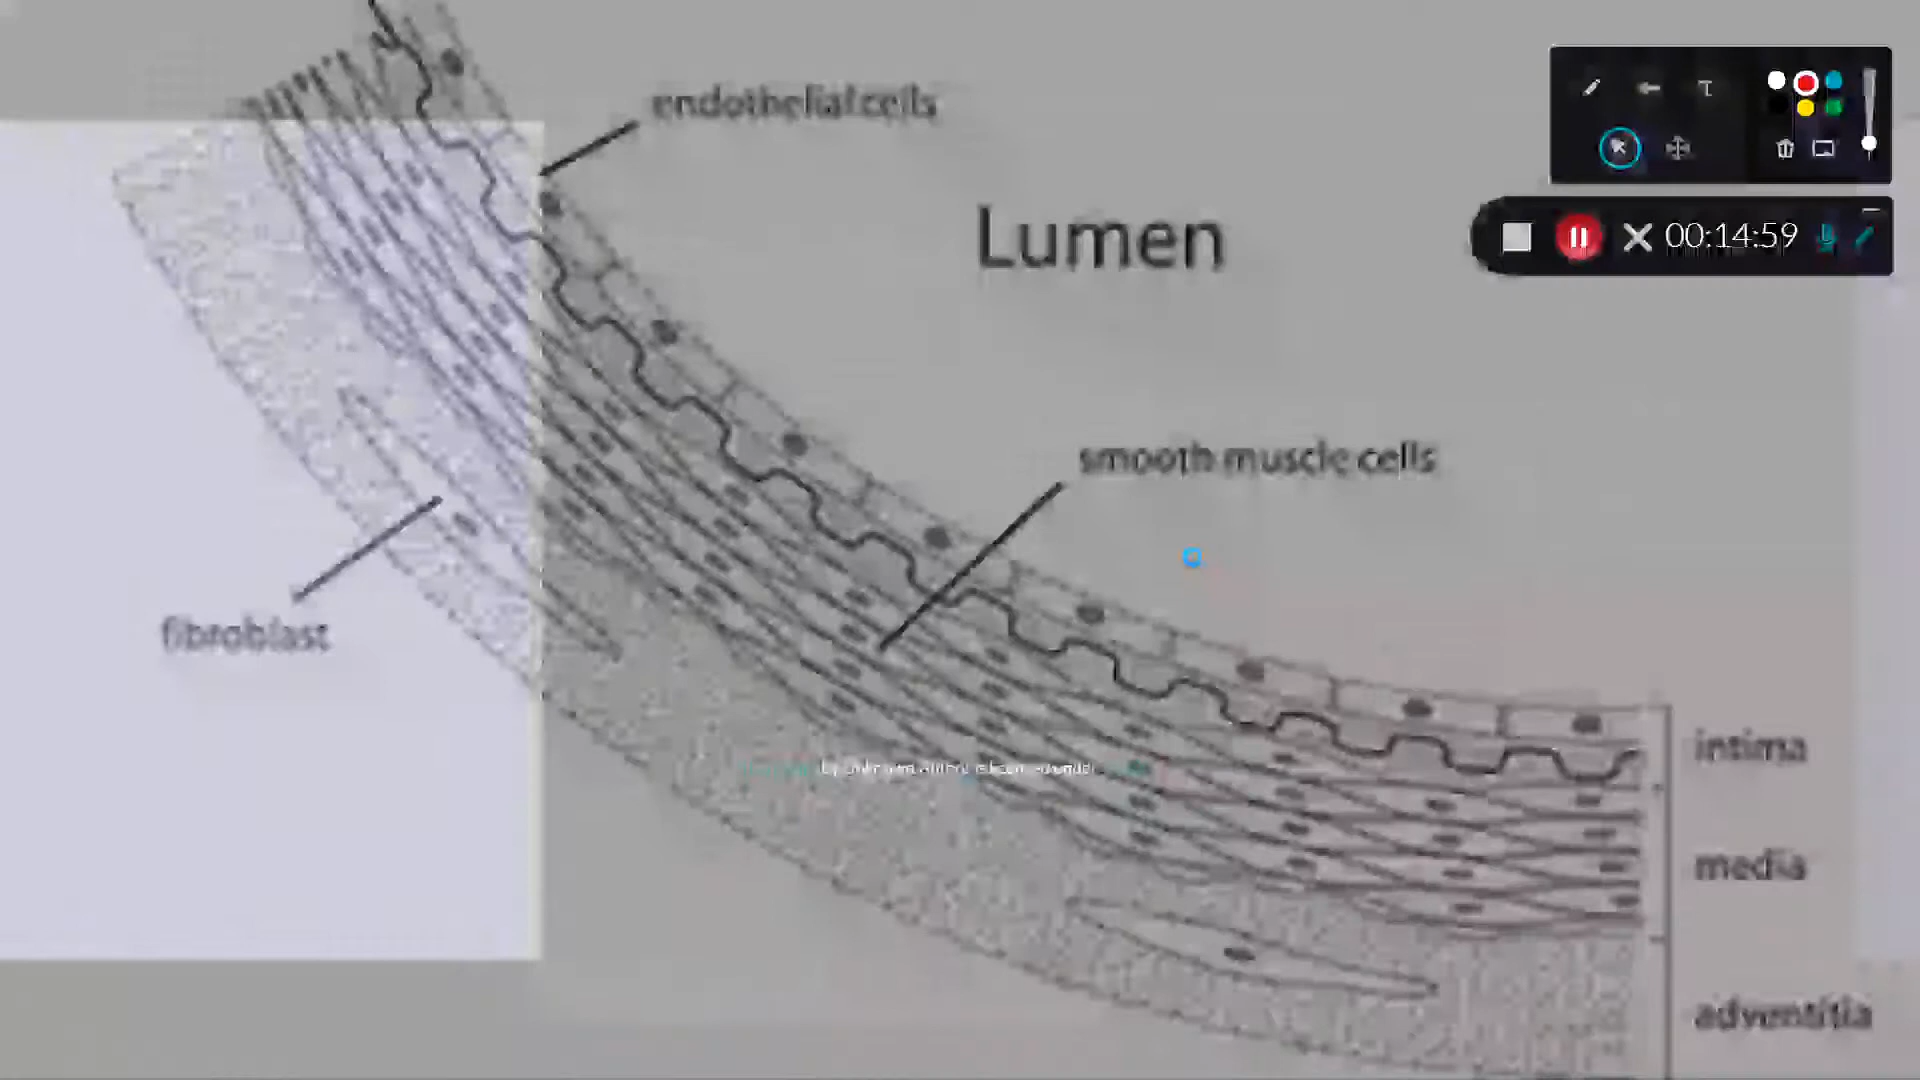 endothelial cells
Lumen
00:14:59
smooth muscle cells
fibroblast
intima
media
adventitia